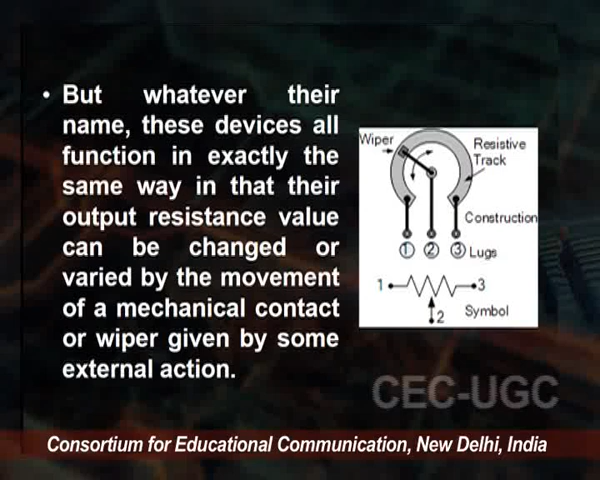 • But whatever their
name, these devices all
function in exactly the
same way in that their
output resistance value
can be changed or
varied by the movement
of a mechanical contact
or wiper given by some
external action.
Wiper
Resistive
Track
Construction
1 2 3 Lugs
1 3
2 Symbol
CEC-UGC
Consortium for Educational Communication, New Delhi, India